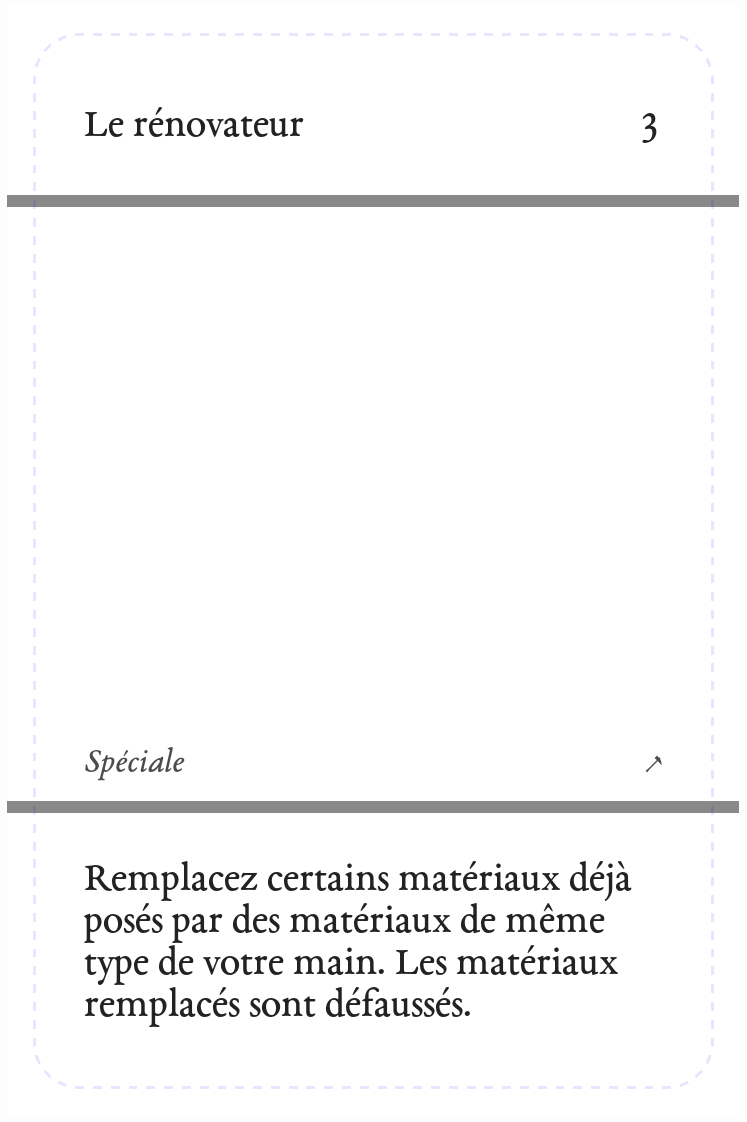 Le rénovateur 3
Spéciale
Remplacez certains matériaux déjà
posés par des matériaux de même
type de votre main. Les matériaux
remplacés sont défaussés.